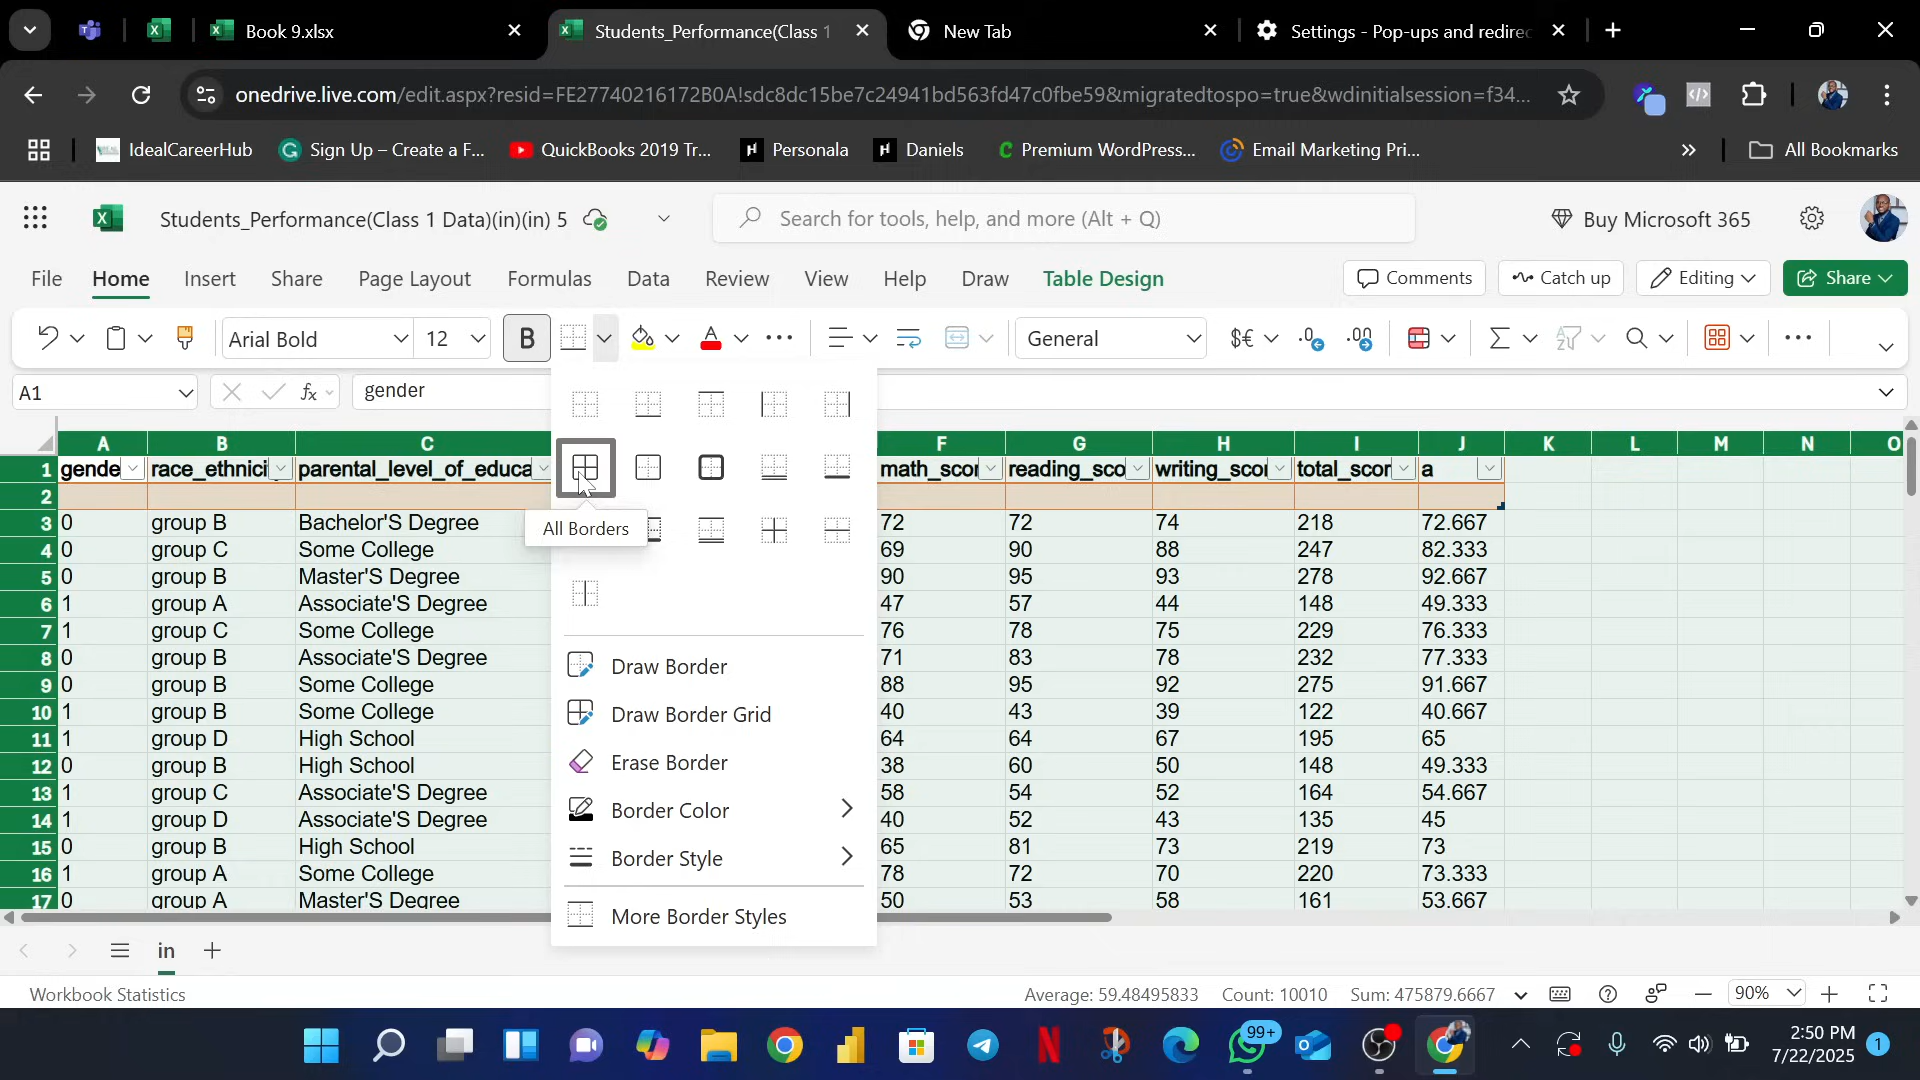 Book 9.xlsx
Students_Performance(Class 1
New Tab
Settings - Pop-ups and redirec
onedrive.live.com/edit.aspx?resid=FE27740216172B0A!sdc8dc15be7c24941bd563fd47c0fbe59&migratedtospo=true&wdinitialsession=f34...
IdealCareerHub
Sign Up – Create a F...
QuickBooks 2019 Tr...
Personala
Daniels
Premium WordPress...
Email Marketing Pri...
All Bookmarks
Students_Performance(Class 1 Data)(in)(in) 5
Search for tools, help, and more (Alt + Q)
Buy Microsoft 365
File Home Insert Share Page Layout Formulas Data Review View Help Draw Table Design
Comments Catch up Editing Share
Arial Bold 12 B General
A1 fx gender
A B C F G H I J K L M N O
1 gende race_ethnici parental_level_of_educa math_scor reading_sco writing_scor total_scor a
2
3 0 group B Bachelor'S Degree 72 72 74 218 72.667
4 0 group C Some College 69 90 88 247 82.333
5 0 group B Master'S Degree 90 95 93 278 92.667
6 1 group A Associate'S Degree 47 57 44 148 49.333
7 1 group C Some College 76 78 75 229 76.333
8 0 group B Associate'S Degree 71 83 78 232 77.333
9 0 group B Some College 88 95 92 275 91.667
10 1 group B Some College 40 43 39 122 40.667
11 1 group D High School 64 64 67 195 65
12 0 group B High School 38 60 50 148 49.333
13 1 group C Associate'S Degree 58 54 52 164 54.667
14 1 group D Associate'S Degree 40 52 43 135 45
15 0 group B High School 65 81 73 219 73
16 1 group A Some College 78 72 70 220 73.333
17 0 group A Master'S Degree 50 53 58 161 53.667
All Borders
Draw Border
Draw Border Grid
Erase Border
Border Color
Border Style
More Border Styles
in
Workbook Statistics
Average: 59.48495833 Count: 10010 Sum: 475879.6667
90%
99+
2:50 PM
7/22/2025
1